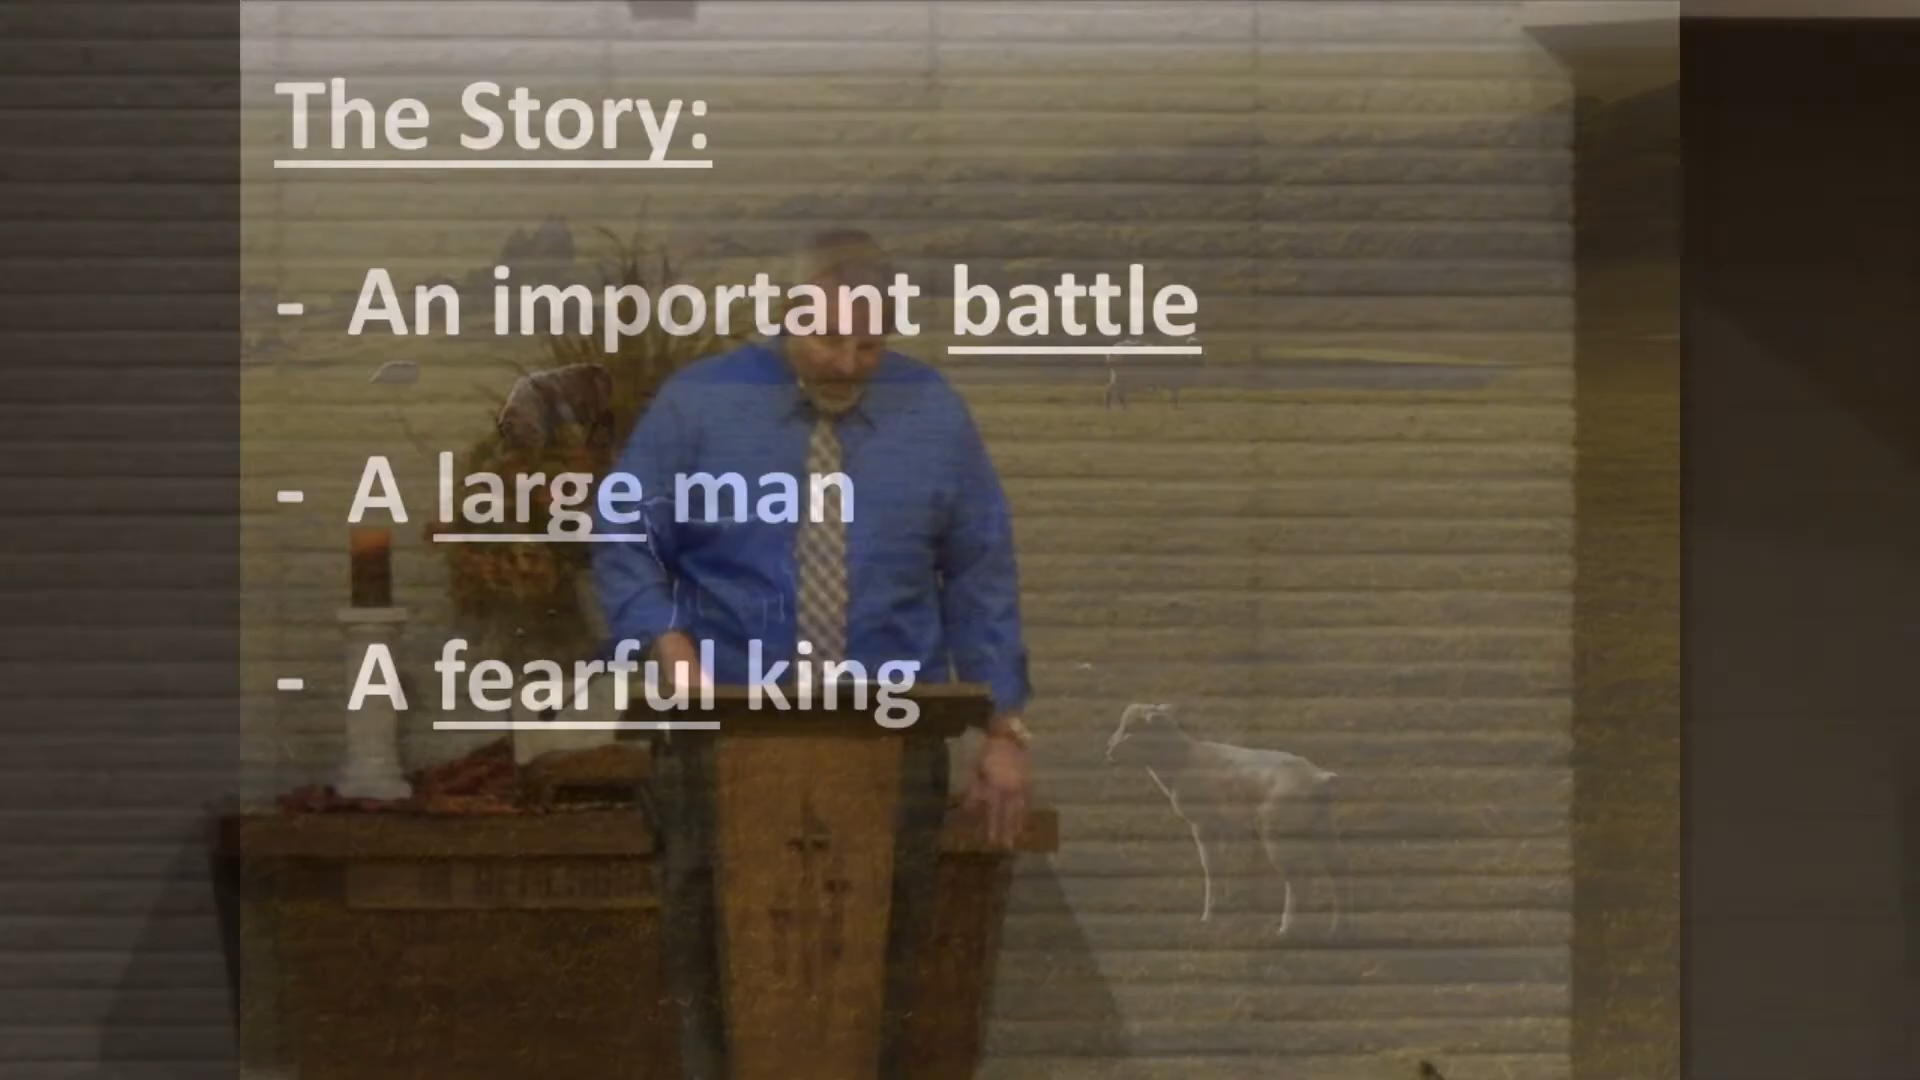 The Story:
- An important battle
- A large man
- A fearful king